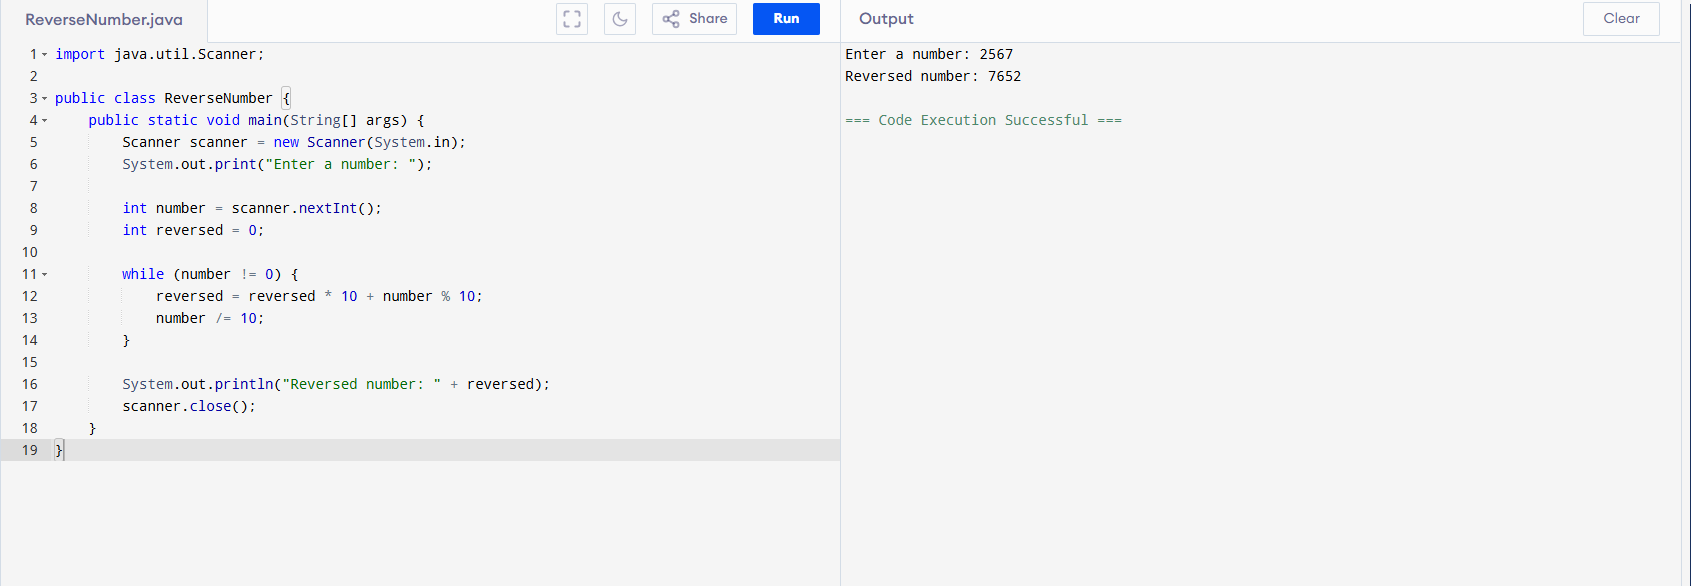 ReverseNumber.java
Share
Run
Output
Clear
1 import java.util.Scanner;
2
3 public class ReverseNumber {
4     public static void main(String[] args) {
5         Scanner scanner = new Scanner(System.in);
6         System.out.print("Enter a number: ");
7
8         int number = scanner.nextInt();
9         int reversed = 0;
10
11         while (number != 0) {
12             reversed = reversed * 10 + number % 10;
13             number /= 10;
14         }
15
16         System.out.println("Reversed number: " + reversed);
17         scanner.close();
18     }
19 }
Enter a number: 2567
Reversed number: 7652
=== Code Execution Successful ===